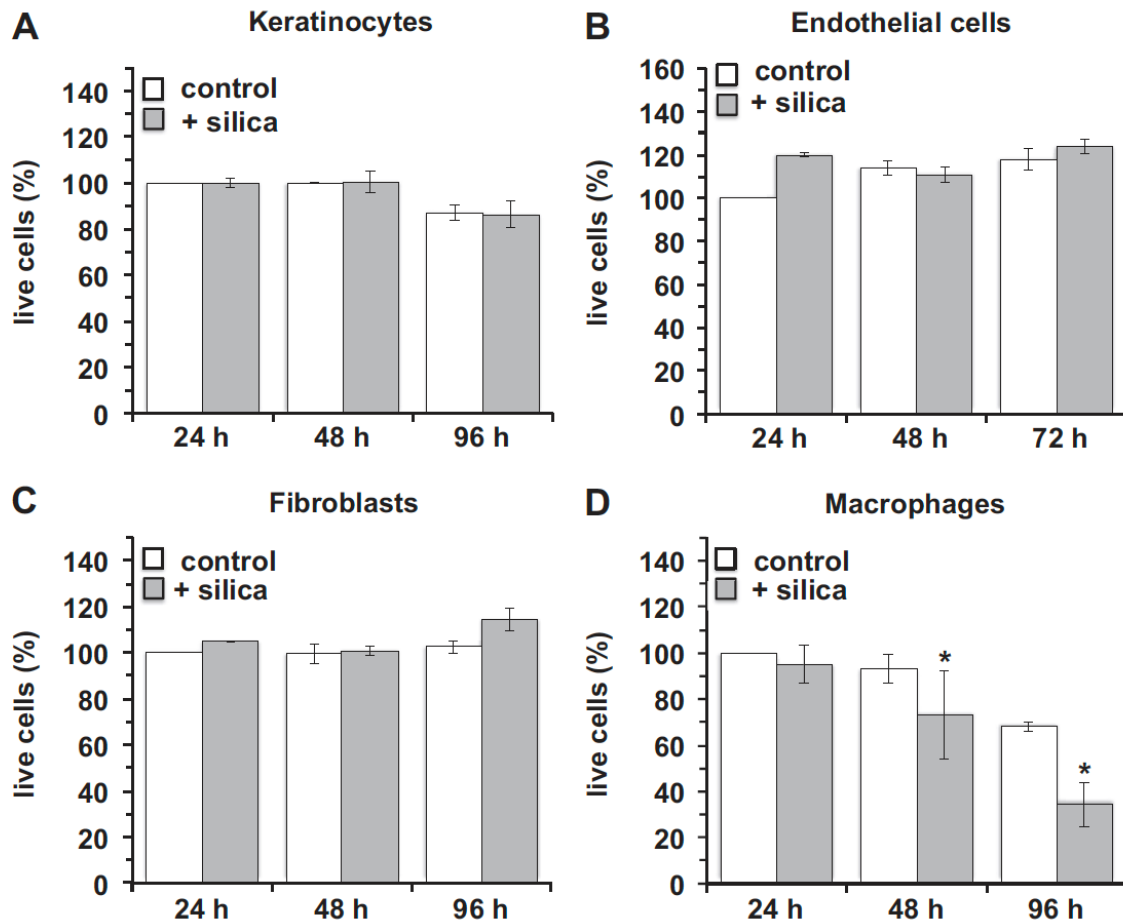 A
Keratinocytes
control
+ silica
live cells (%)
140
120
100
80
60
40
20
0
24 h
48 h
96 h
B
Endothelial cells
control
+ silica
live cells (%)
160
140
120
100
80
60
40
20
0
24 h
48 h
72 h
C
Fibroblasts
control
+ silica
live cells (%)
140
120
100
80
60
40
20
0
24 h
48 h
96 h
D
Macrophages
control
+ silica
live cells (%)
140
120
100
80
60
40
20
0
*
*
24 h
48 h
96 h